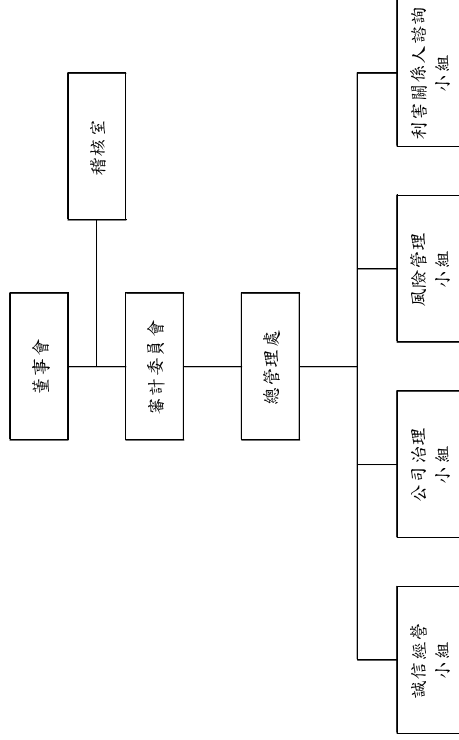 董事會
稽核室
審計委員會
總管理處
誠信經營
小組
公司治理
小組
風險管理
小組
利害關係人諮詢
小組